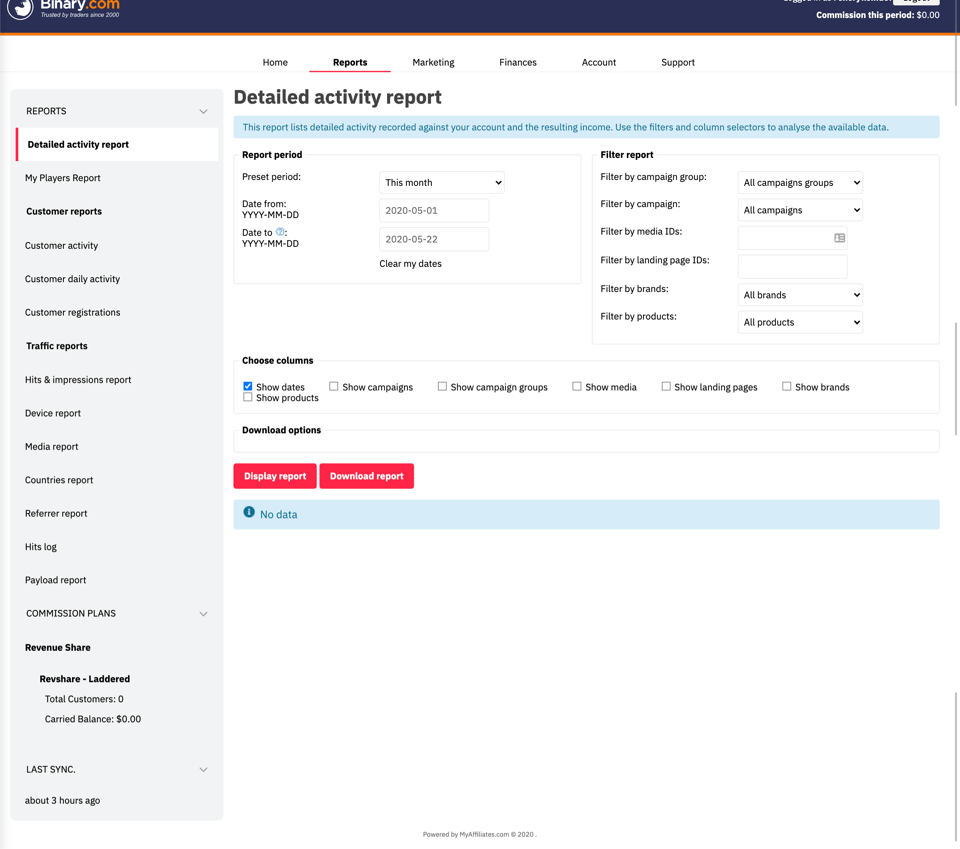 Binary.com
Trusted by traders since 2000
Commission this period: $0.00
Home
Reports
Marketing
Finances
Account
Support
REPORTS
Detailed activity report
My Players Report
Customer reports
Customer activity
Customer daily activity
Customer registrations
Traffic reports
Hits & impressions report
Device report
Media report
Countries report
Referrer report
Hits log
Payload report
COMMISSION PLANS
Revenue Share
Revshare - Laddered
Total Customers: 0
Carried Balance: $0.00
LAST SYNC.
about 3 hours ago
Detailed activity report
This report lists detailed activity recorded against your account and the resulting income. Use the filters and column selectors to analyse the available data.
Report period
Preset period:
This month
Date from:
YYYY-MM-DD
2020-05-01
Date to ?:
YYYY-MM-DD
2020-05-22
Clear my dates
Filter report
Filter by campaign group:
All campaigns groups
Filter by campaign:
All campaigns
Filter by media IDs:
Filter by landing page IDs:
Filter by brands:
All brands
Filter by products:
All products
Choose columns
Show dates
Show campaigns
Show campaign groups
Show media
Show landing pages
Show brands
Show products
Download options
Display report
Download report
No data
Powered by MyAffiliates.com © 2020 .